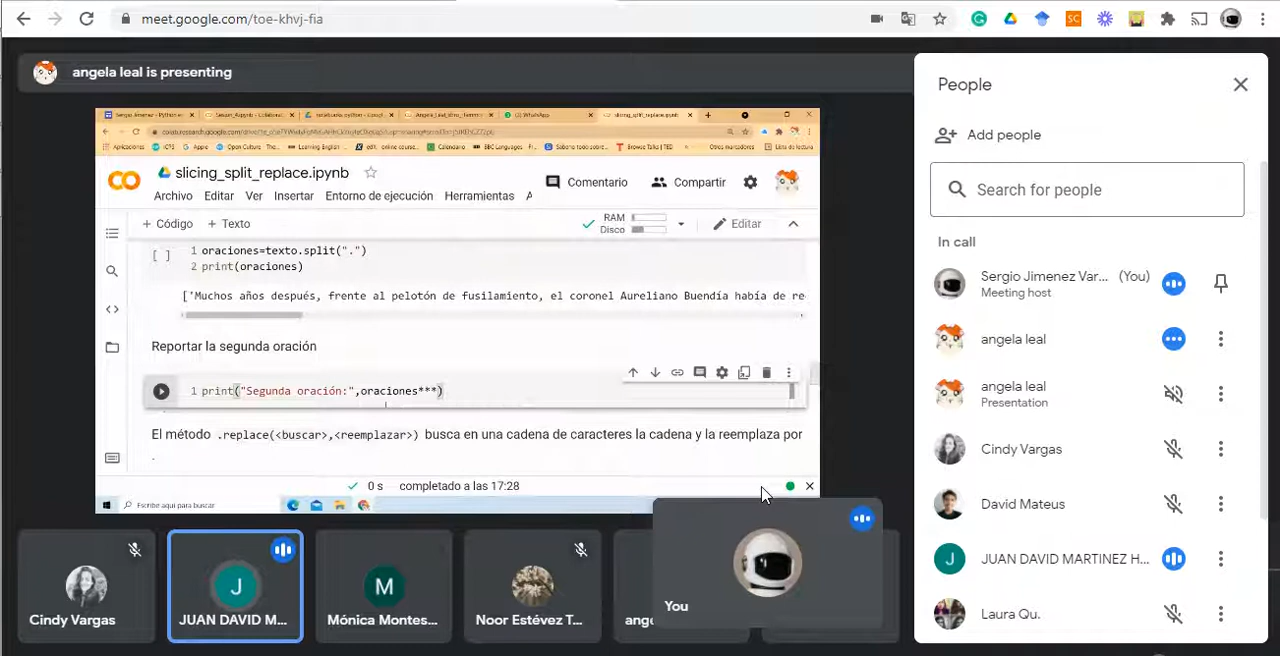 meet.google.com/toe-khvj-fia
angela leal is presenting
slicing_split_replace.ipynb
Comentario
Compartir
Archivo Editar Ver Insertar Entorno de ejecución Herramientas A
+ Código + Texto
RAM
Disco
Editar
[ ]
1 oraciones=texto.split(".")
2 print(oraciones)
['Muchos años después, frente al pelotón de fusilamiento, el coronel Aureliano Buendía había de re
Reportar la segunda oración
1 print("Segunda oración:",oraciones***)
El método .replace(<buscar>,<reemplazar>) busca en una cadena de caracteres la cadena y la reemplaza por
.
0 s completado a las 17:28
Escribe aquí para buscar
Cindy Vargas
J
JUAN DAVID M...
M
Mónica Montes...
Noor Estévez T...
ange
You
People
Add people
Search for people
In call
Sergio Jimenez Var... (You)
Meeting host
angela leal
angela leal
Presentation
Cindy Vargas
David Mateus
J
JUAN DAVID MARTINEZ H...
Laura Qu.